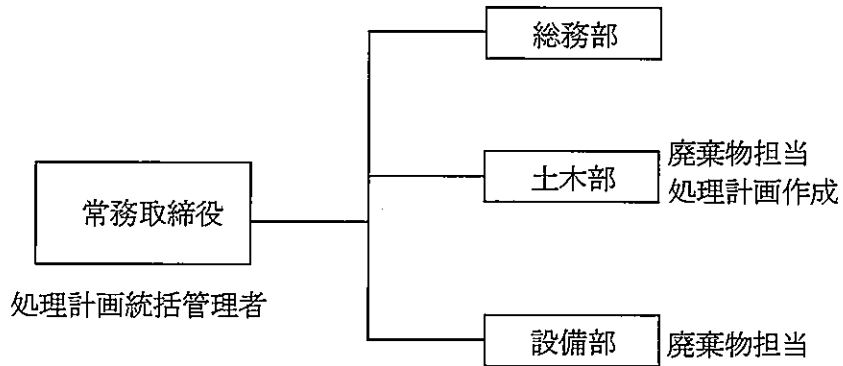 総務部
土木部
廃棄物担当
処理計画作成
常務取締役
処理計画統括管理者
設備部
廃棄物担当